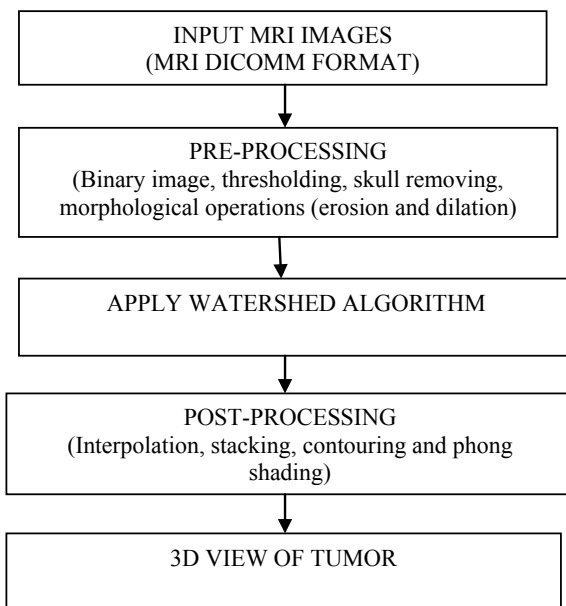 INPUT MRI IMAGES
(MRI DICOMM FORMAT)
PRE-PROCESSING
(Binary image, thresholding, skull removing,
morphological operations (erosion and dilation)
APPLY WATERSHED ALGORITHM
POST-PROCESSING
(Interpolation, stacking, contouring and phong
shading)
3D VIEW OF TUMOR